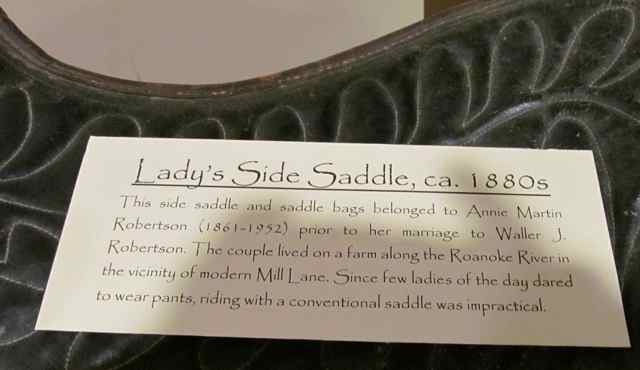 Lady's Side Saddle, ca. 1880s
This side saddle and saddle bags belonged to Annie Martin
Robertson (1861-1952) prior to her marriage to Waller J.
Robertson. The couple lived on a farm along the Roanoke River in
the vicinity of modern Mill Lane. Since few ladies of the day dared
to wear pants, riding with a conventional saddle was impractical.